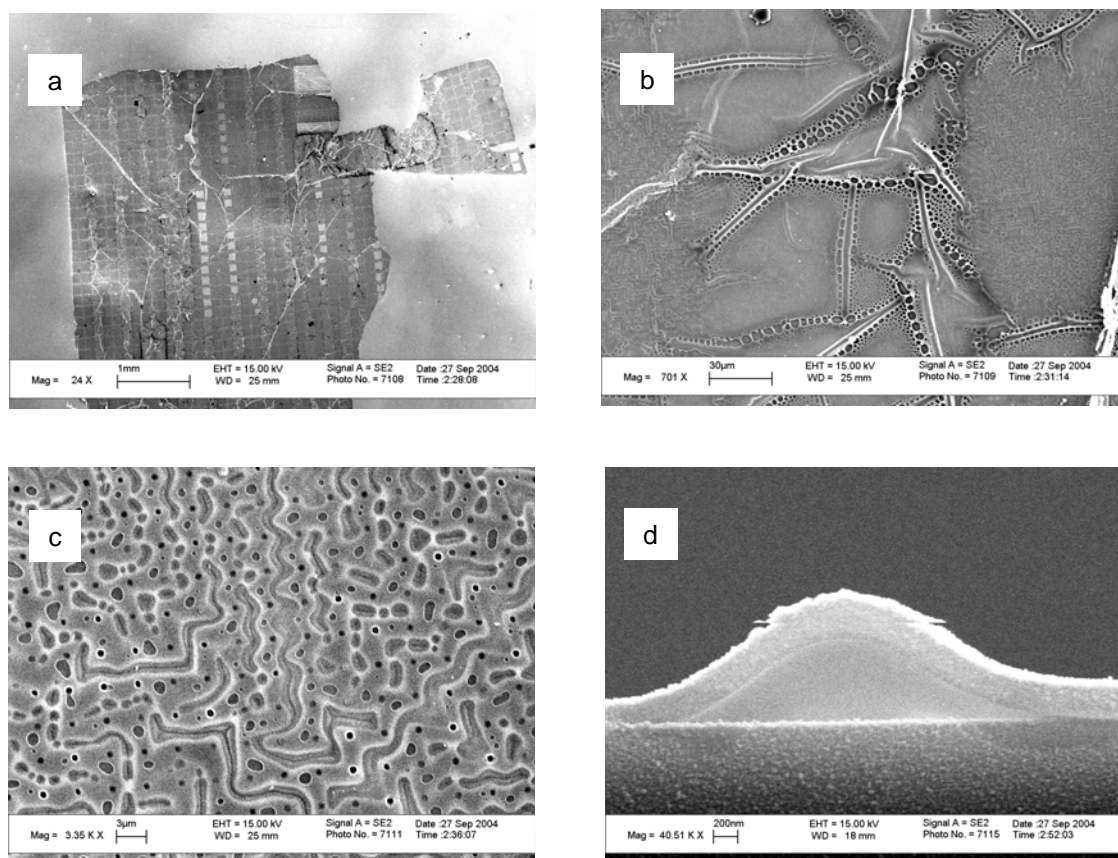 a
1mm
Mag = 24 X
EHT = 15.00 kV
WD = 25 mm
Signal A = SE2
Photo No. = 7108
Date :27 Sep 2004
Time :2:28:08
b
30µm
Mag = 701 X
EHT = 15.00 kV
WD = 25 mm
Signal A = SE2
Photo No. = 7109
Date :27 Sep 2004
Time :2:31:14
c
3µm
Mag = 3.35 K X
EHT = 15.00 kV
WD = 25 mm
Signal A = SE2
Photo No. = 7111
Date :27 Sep 2004
Time :2:36:07
d
200nm
Mag = 40.51 K X
EHT = 15.00 kV
WD = 18 mm
Signal A = SE2
Photo No. = 7115
Date :27 Sep 2004
Time :2:52:03